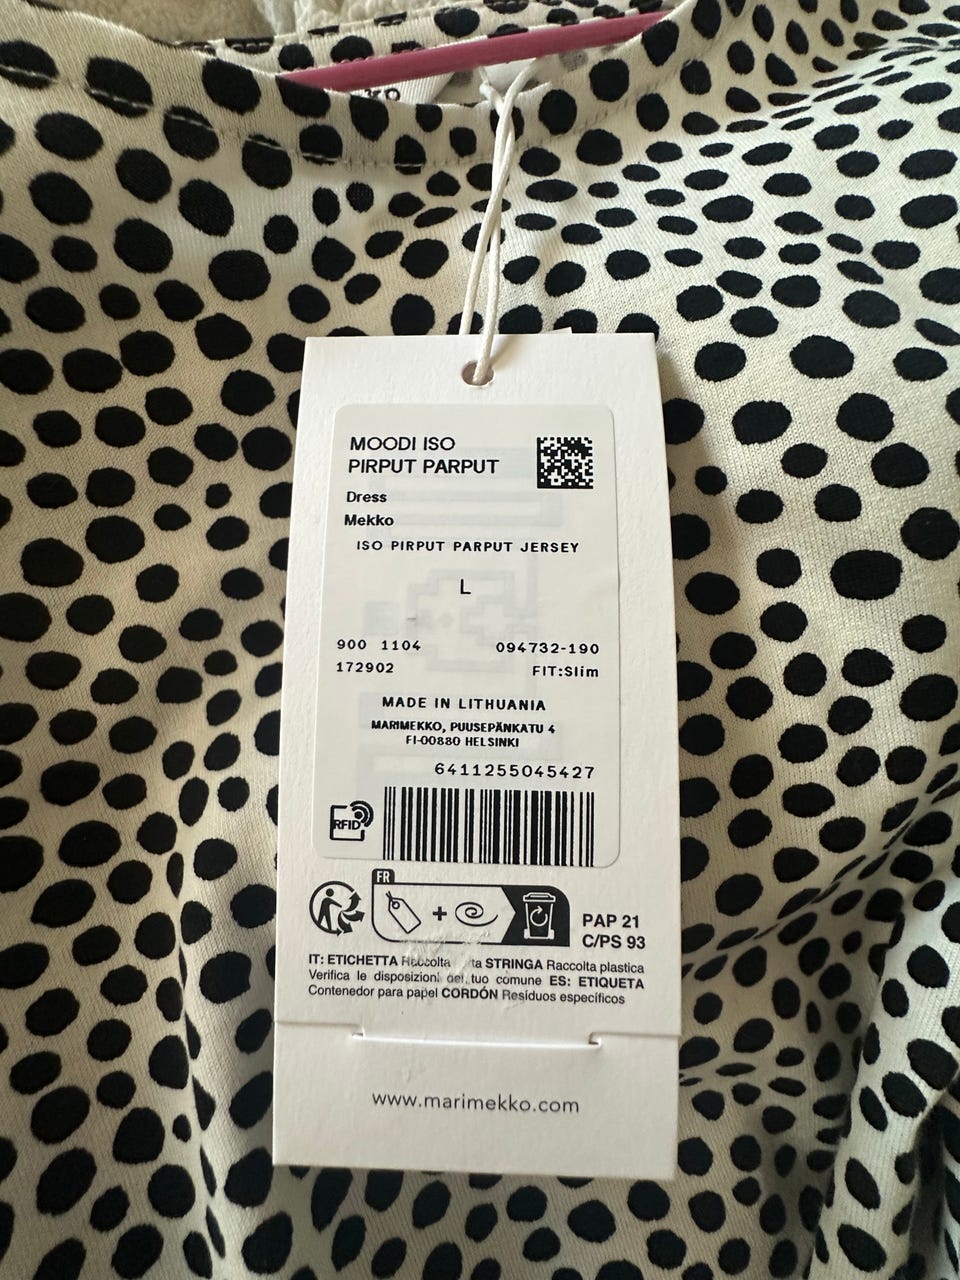 MOODI ISO
PIRPUT PARPUT
Dress
Mekko
ISO PIRPUT PARPUT JERSEY
L
900 1104 094732-190
172902 FIT:Slim
MADE IN LITHUANIA
MARIMEKKO, PUUSEPÄNKATU 4
FI-00880 HELSINKI
6411255045427
RFID
FR
PAP 21
C/PS 93
IT: ETICHETTA Raccolta STRINGA Raccolta plastica
Verifica le disposizioni del tuo comune ES: ETIQUETA
Contenedor para papel CORDÓN Resíduos específicos
www.marimekko.com